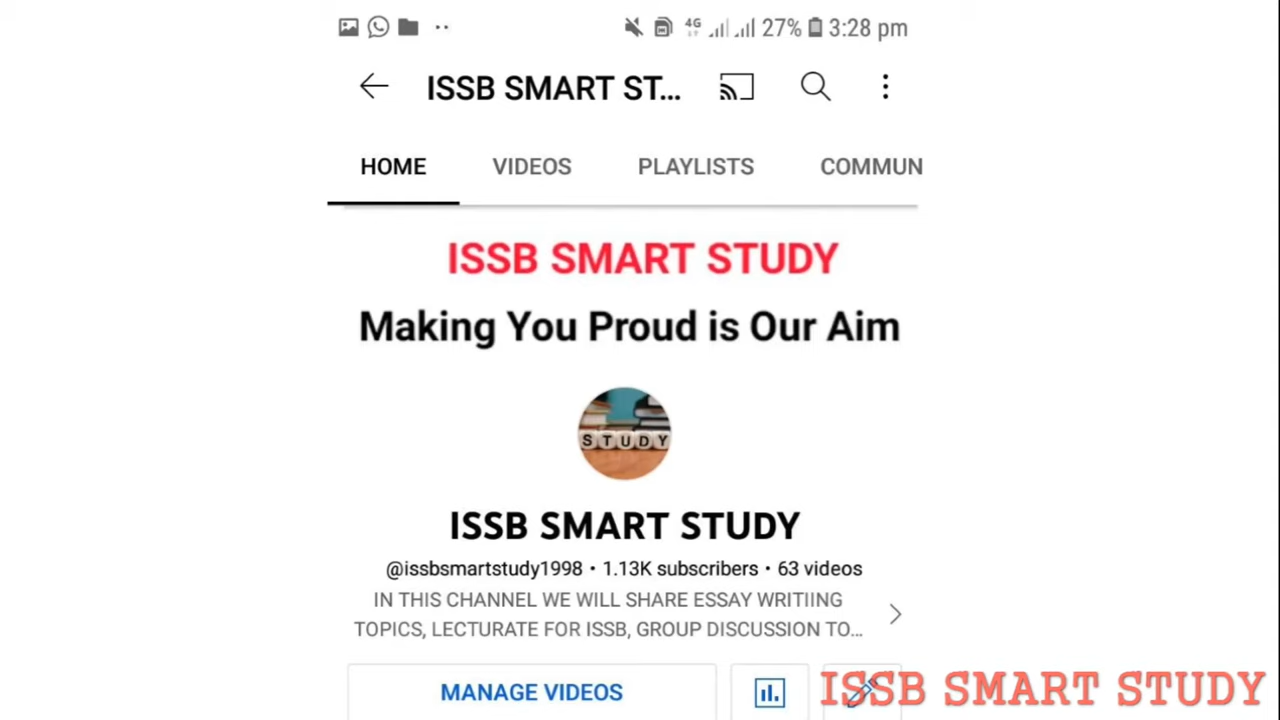 4G 27% 3:28 pm
ISSB SMART ST...
HOME VIDEOS PLAYLISTS COMMUN
ISSB SMART STUDY
Making You Proud is Our Aim
STUDY
ISSB SMART STUDY
@issbsmartstudy1998 • 1.13K subscribers • 63 videos
IN THIS CHANNEL WE WILL SHARE ESSAY WRITIING
TOPICS, LECTURATE FOR ISSB, GROUP DISCUSSION TO...
MANAGE VIDEOS
ISSB SMART STUDY